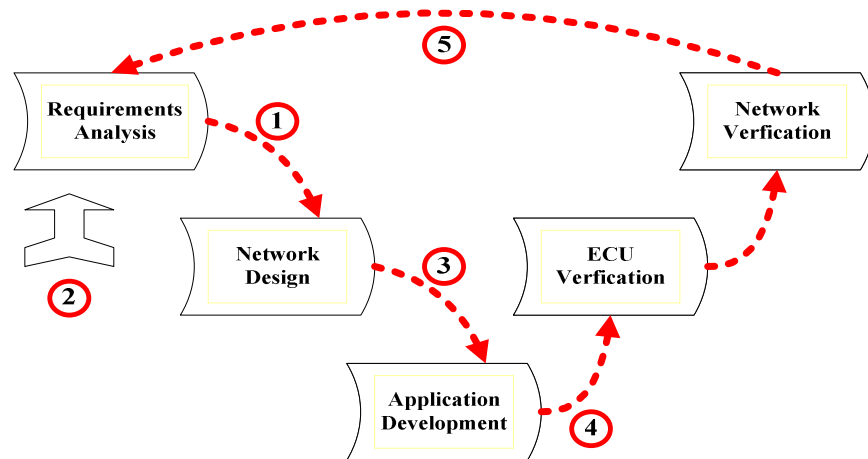 5
Requirements
Analysis
1
Network
Verfication
2
Network
Design
3
ECU
Verfication
Application
Development
4